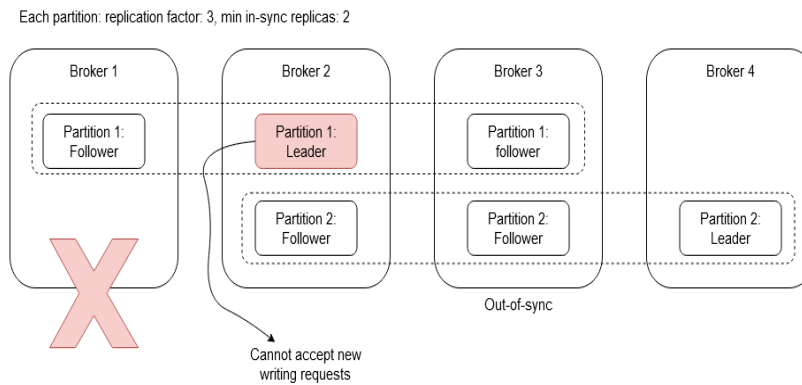 Each partition: replication factor: 3, min in-sync replicas: 2
Broker 1
Broker 2
Broker 3
Broker 4
Partition 1:
Follower
Partition 1:
Leader
Partition 1:
follower
Partition 2:
Follower
Partition 2:
Follower
Partition 2:
Leader
Out-of-sync
Cannot accept new
writing requests